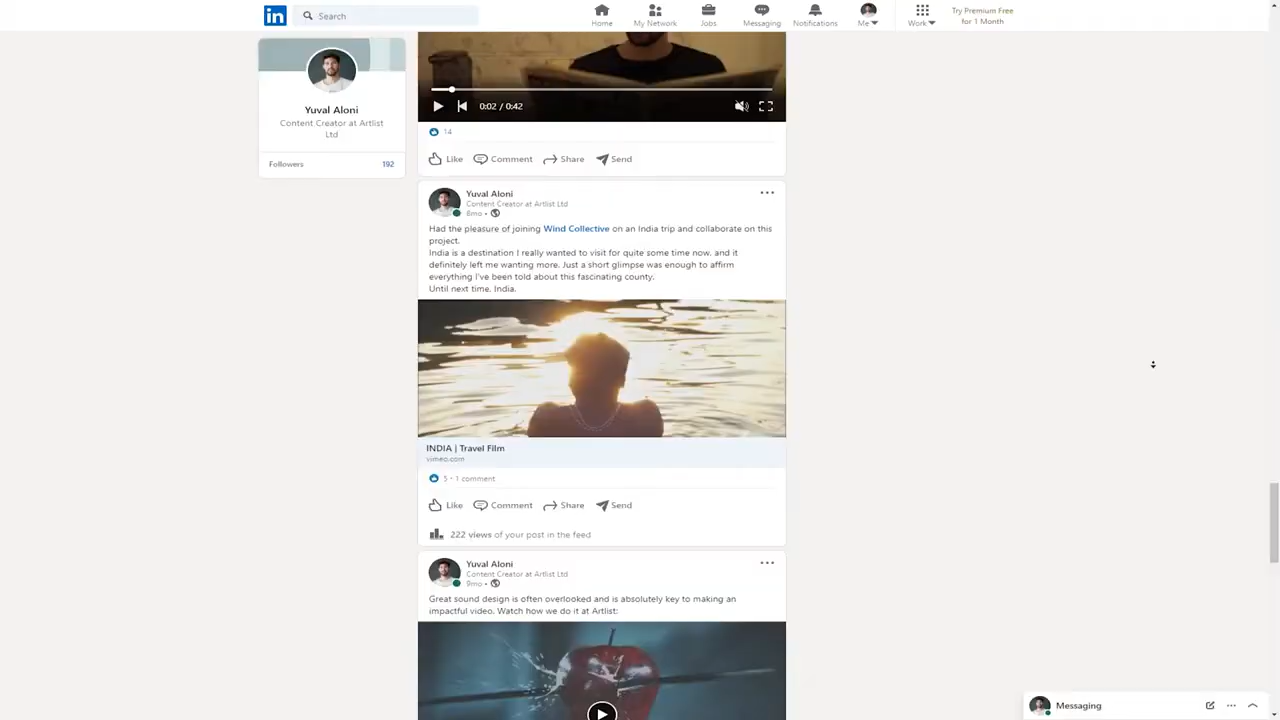 in
Search
Home
My Network
Jobs
Messaging
Notifications
Me
Work
Try Premium Free
for 1 Month
Yuval Aloni
Content Creator at Artlist
Ltd
Followers 192
0:02 / 0:42
14
Like Comment Share Send
Yuval Aloni
Content Creator at Artlist Ltd
8mo •
Had the pleasure of joining Wind Collective on an India trip and collaborate on this
project.
India is a destination I really wanted to visit for quite some time now, and it
definitely left me wanting more. Just a short glimpse was enough to affirm
everything I've been told about this fascinating county.
Until next time, India.
INDIA | Travel Film
vimeo.com
5 • 1 comment
Like Comment Share Send
222 views of your post in the feed
Yuval Aloni
Content Creator at Artlist Ltd
9mo •
Great sound design is often overlooked and is absolutely key to making an
impactful video. Watch how we do it at Artlist:
Messaging